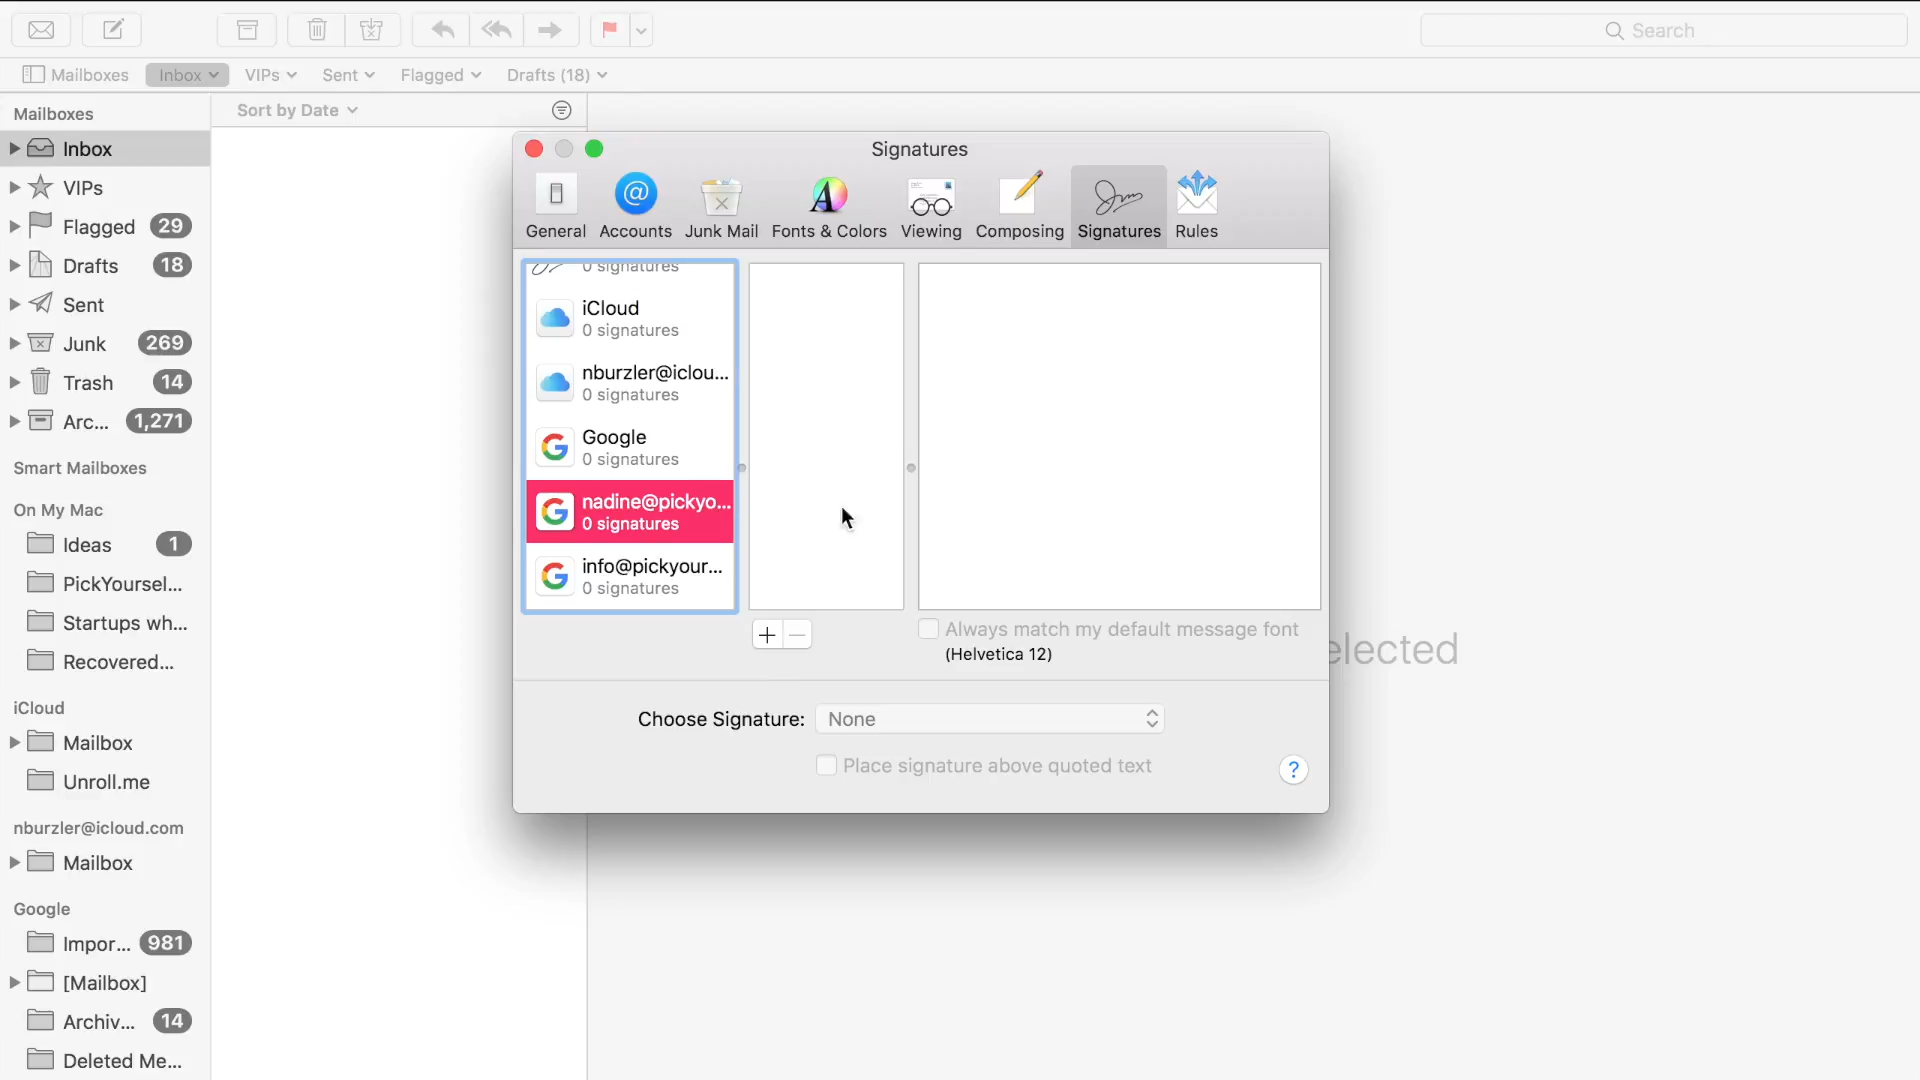 Search
Mailboxes
Inbox
VIPs
Sent
Flagged
Drafts (18)
Mailboxes
Inbox
VIPs
Flagged 29
Drafts 18
Sent
Junk 269
Trash 14
Arc... 1,271
Smart Mailboxes
On My Mac
Ideas 1
PickYoursel...
Startups wh...
Recovered...
iCloud
Mailbox
Unroll.me
nburzler@icloud.com
Mailbox
Google
Impor... 981
[Mailbox]
Archiv... 14
Deleted Me...
Sort by Date
Signatures
General
Accounts
Junk Mail
Fonts & Colors
Viewing
Composing
Signatures
Rules
0 signatures
iCloud
0 signatures
nburzler@iclou...
0 signatures
Google
0 signatures
nadine@pickyo...
0 signatures
info@pickyour...
0 signatures
+ −
Always match my default message font
(Helvetica 12)
Choose Signature: None
Place signature above quoted text
?
elected